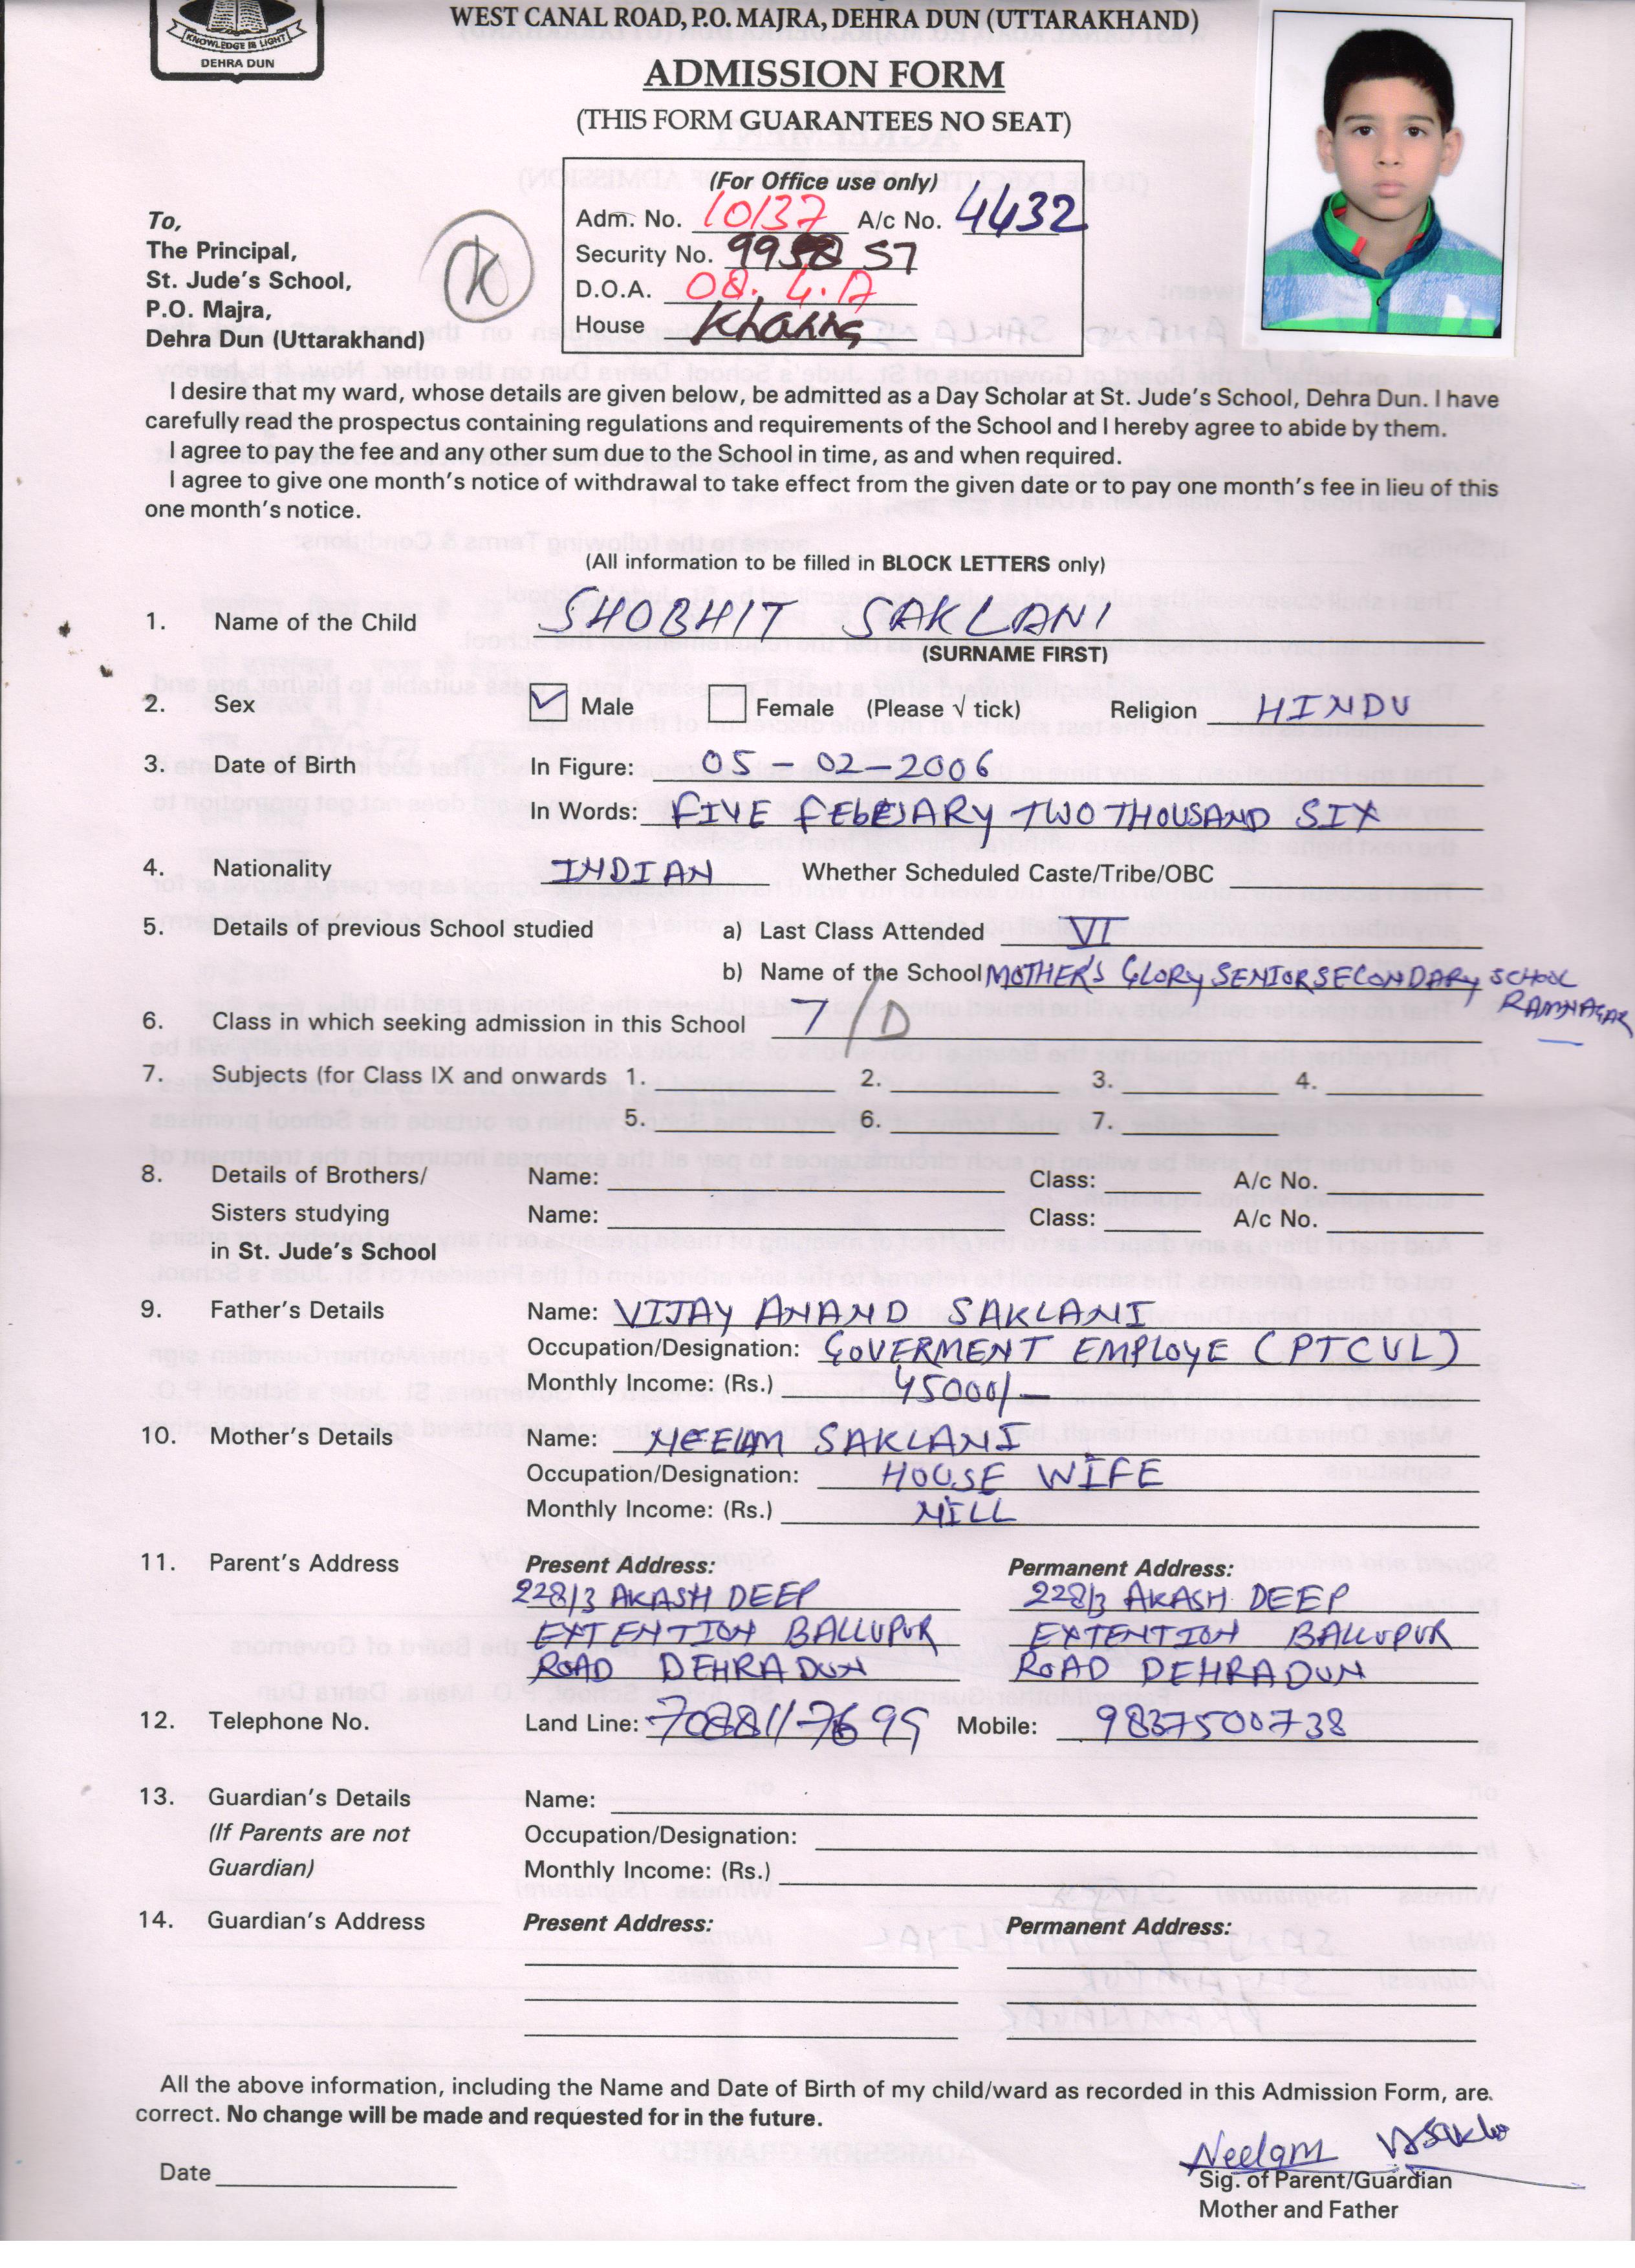 KNOWLEDGE IS LIGHT
DEHRA DUN
WEST CANAL ROAD, P.O. MAJRA, DEHRA DUN (UTTARAKHAND)
ADMISSION FORM
(THIS FORM GUARANTEES NO SEAT)
(For Office use only)
Adm. No. 10137 A/c No. 4432
Security No. 9958 57
D.O.A. 08. 4.
House
K
To,
The Principal,
St. Jude's School,
P.O. Majra,
Dehra Dun (Uttarakhand)
I desire that my ward, whose details are given below, be admitted as a Day Scholar at St. Jude's School, Dehra Dun. I have
carefully read the prospectus containing regulations and requirements of the School and I hereby agree to abide by them.
I agree to pay the fee and any other sum due to the School in time, as and when required.
I agree to give one month's notice of withdrawal to take effect from the given date or to pay one month's fee in lieu of this
one month's notice.
(All information to be filled in BLOCK LETTERS only)
1. Name of the Child SHOBHIT SAKLANI
(SURNAME FIRST)
2. Sex ✓ Male Female (Please √ tick) Religion HINDU
3. Date of Birth In Figure: 05-02-2006
In Words: FIVE TWO THOUSAND SIX
4. Nationality INDIAN Whether Scheduled Caste/Tribe/OBC
5. Details of previous School studied a) Last Class Attended VI
b) Name of the School MOTHER'S GLORY SENIOR SECONDARY SCHOOL
RAMNAGAR
6. Class in which seeking admission in this School 7/D
7. Subjects (for Class IX and onwards 1. 2. 3. 4.
5. 6. 7.
8. Details of Brothers/ Name: Class: A/c No.
Sisters studying Name: Class: A/c No.
in St. Jude's School
9. Father's Details Name: VIJAY ANAND SAKLANI
Occupation/Designation: GOVERMENT EMPLOYE (PTCUL)
Monthly Income: (Rs.) 45000/-
10. Mother's Details Name: NEELAM SAKLANI
Occupation/Designation: HOUSE WIFE
Monthly Income: (Rs.) NILL
11. Parent's Address Present Address: Permanent Address:
228/3 AKASH DEEP 228/3 AKASH DEEP
EXTENTION BALLUPUR EXTENTION BALLUPUR
ROAD DEHRADUN ROAD DEHRADUN
12. Telephone No. Land Line: 7088117699 Mobile: 9837500738
13. Guardian's Details Name:
(If Parents are not Occupation/Designation:
Guardian) Monthly Income: (Rs.)
14. Guardian's Address Present Address: Permanent Address:
All the above information, including the Name and Date of Birth of my child/ward as recorded in this Admission Form, are
correct. No change will be made and requested for in the future.
Neelam
Date Sig. of Parent/Guardian
Mother and Father